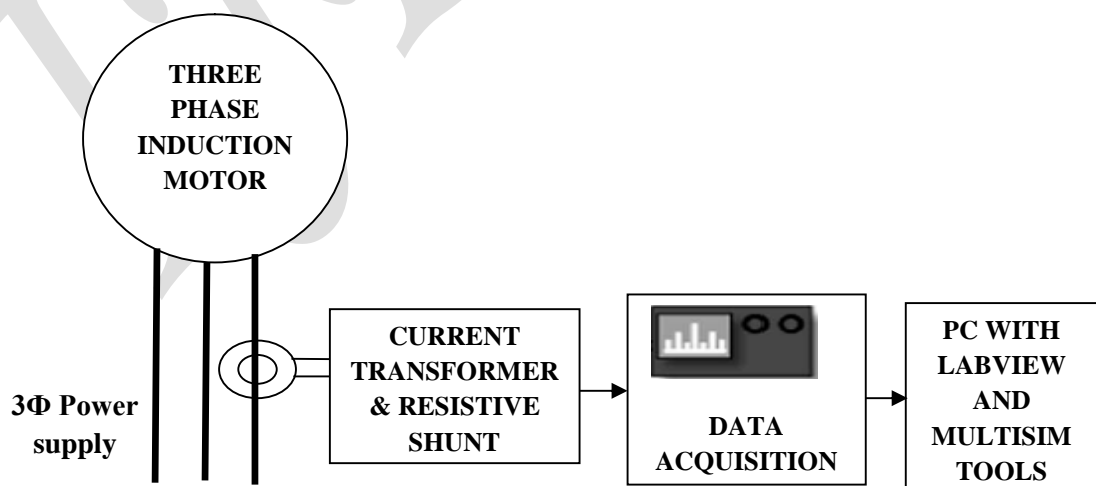 THREE
PHASE
INDUCTION
MOTOR
3Φ Power
supply
CURRENT
TRANSFORMER
& RESISTIVE
SHUNT
DATA
ACQUISITION
PC WITH
LABVIEW
AND
MULTISIM
TOOLS